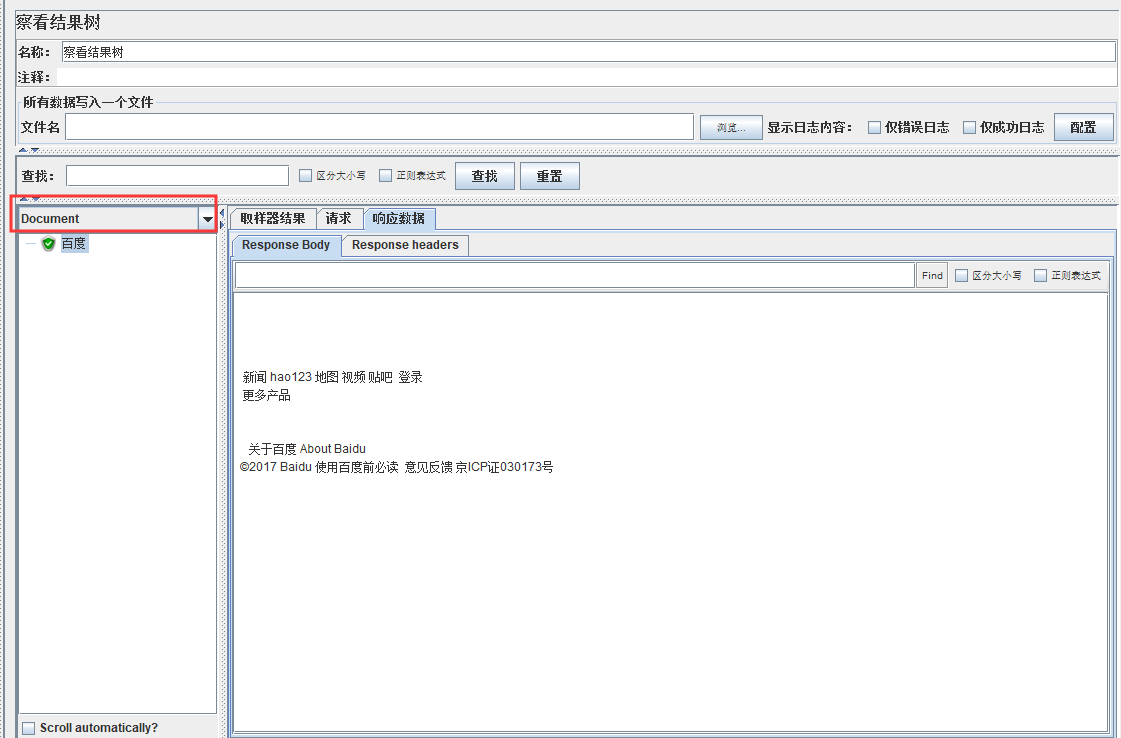 察看结果树
名称： 察看结果树
注释：
所有数据写入一个文件
文件名 浏览... 显示日志内容： 仅错误日志 仅成功日志 配置
查找： 区分大小写 正则表达式 查找 重置
Document 取样器结果 请求 响应数据
百度 Response Body Response headers
Find 区分大小写 正则表达式
新闻 hao123 地图 视频 贴吧 登录
更多产品
关于百度 About Baidu
©2017 Baidu 使用百度前必读 意见反馈 京ICP证030173号
Scroll automatically?